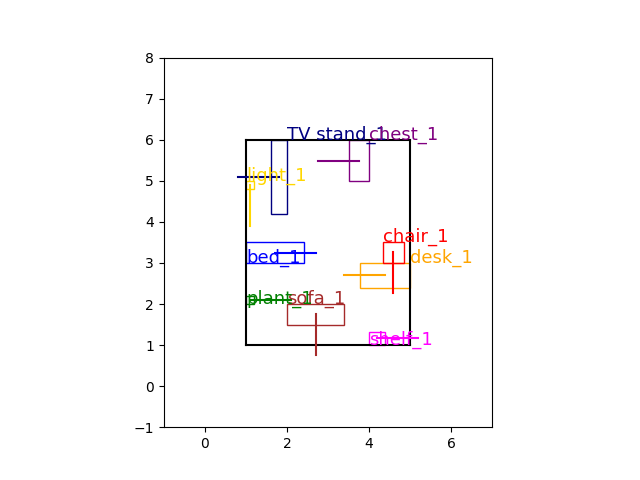 8
7
6
5
4
3
2
1
0
−1
TV stand_1
chest_1
light_1
chair_1
bed_1
desk_1
plant_1
sofa_1
shelf_1
0
2
4
6